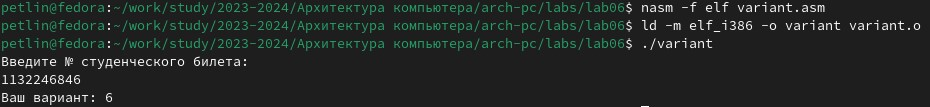 petlin@fedora:~/work/study/2023-2024/Архитектура компьютера/arch-pc/labs/lab06$ nasm -f elf variant.asm
petlin@fedora:~/work/study/2023-2024/Архитектура компьютера/arch-pc/labs/lab06$ ld -m elf_i386 -o variant variant.o
petlin@fedora:~/work/study/2023-2024/Архитектура компьютера/arch-pc/labs/lab06$ ./variant
Введите № студенческого билета:
1132246846
Ваш вариант: 6